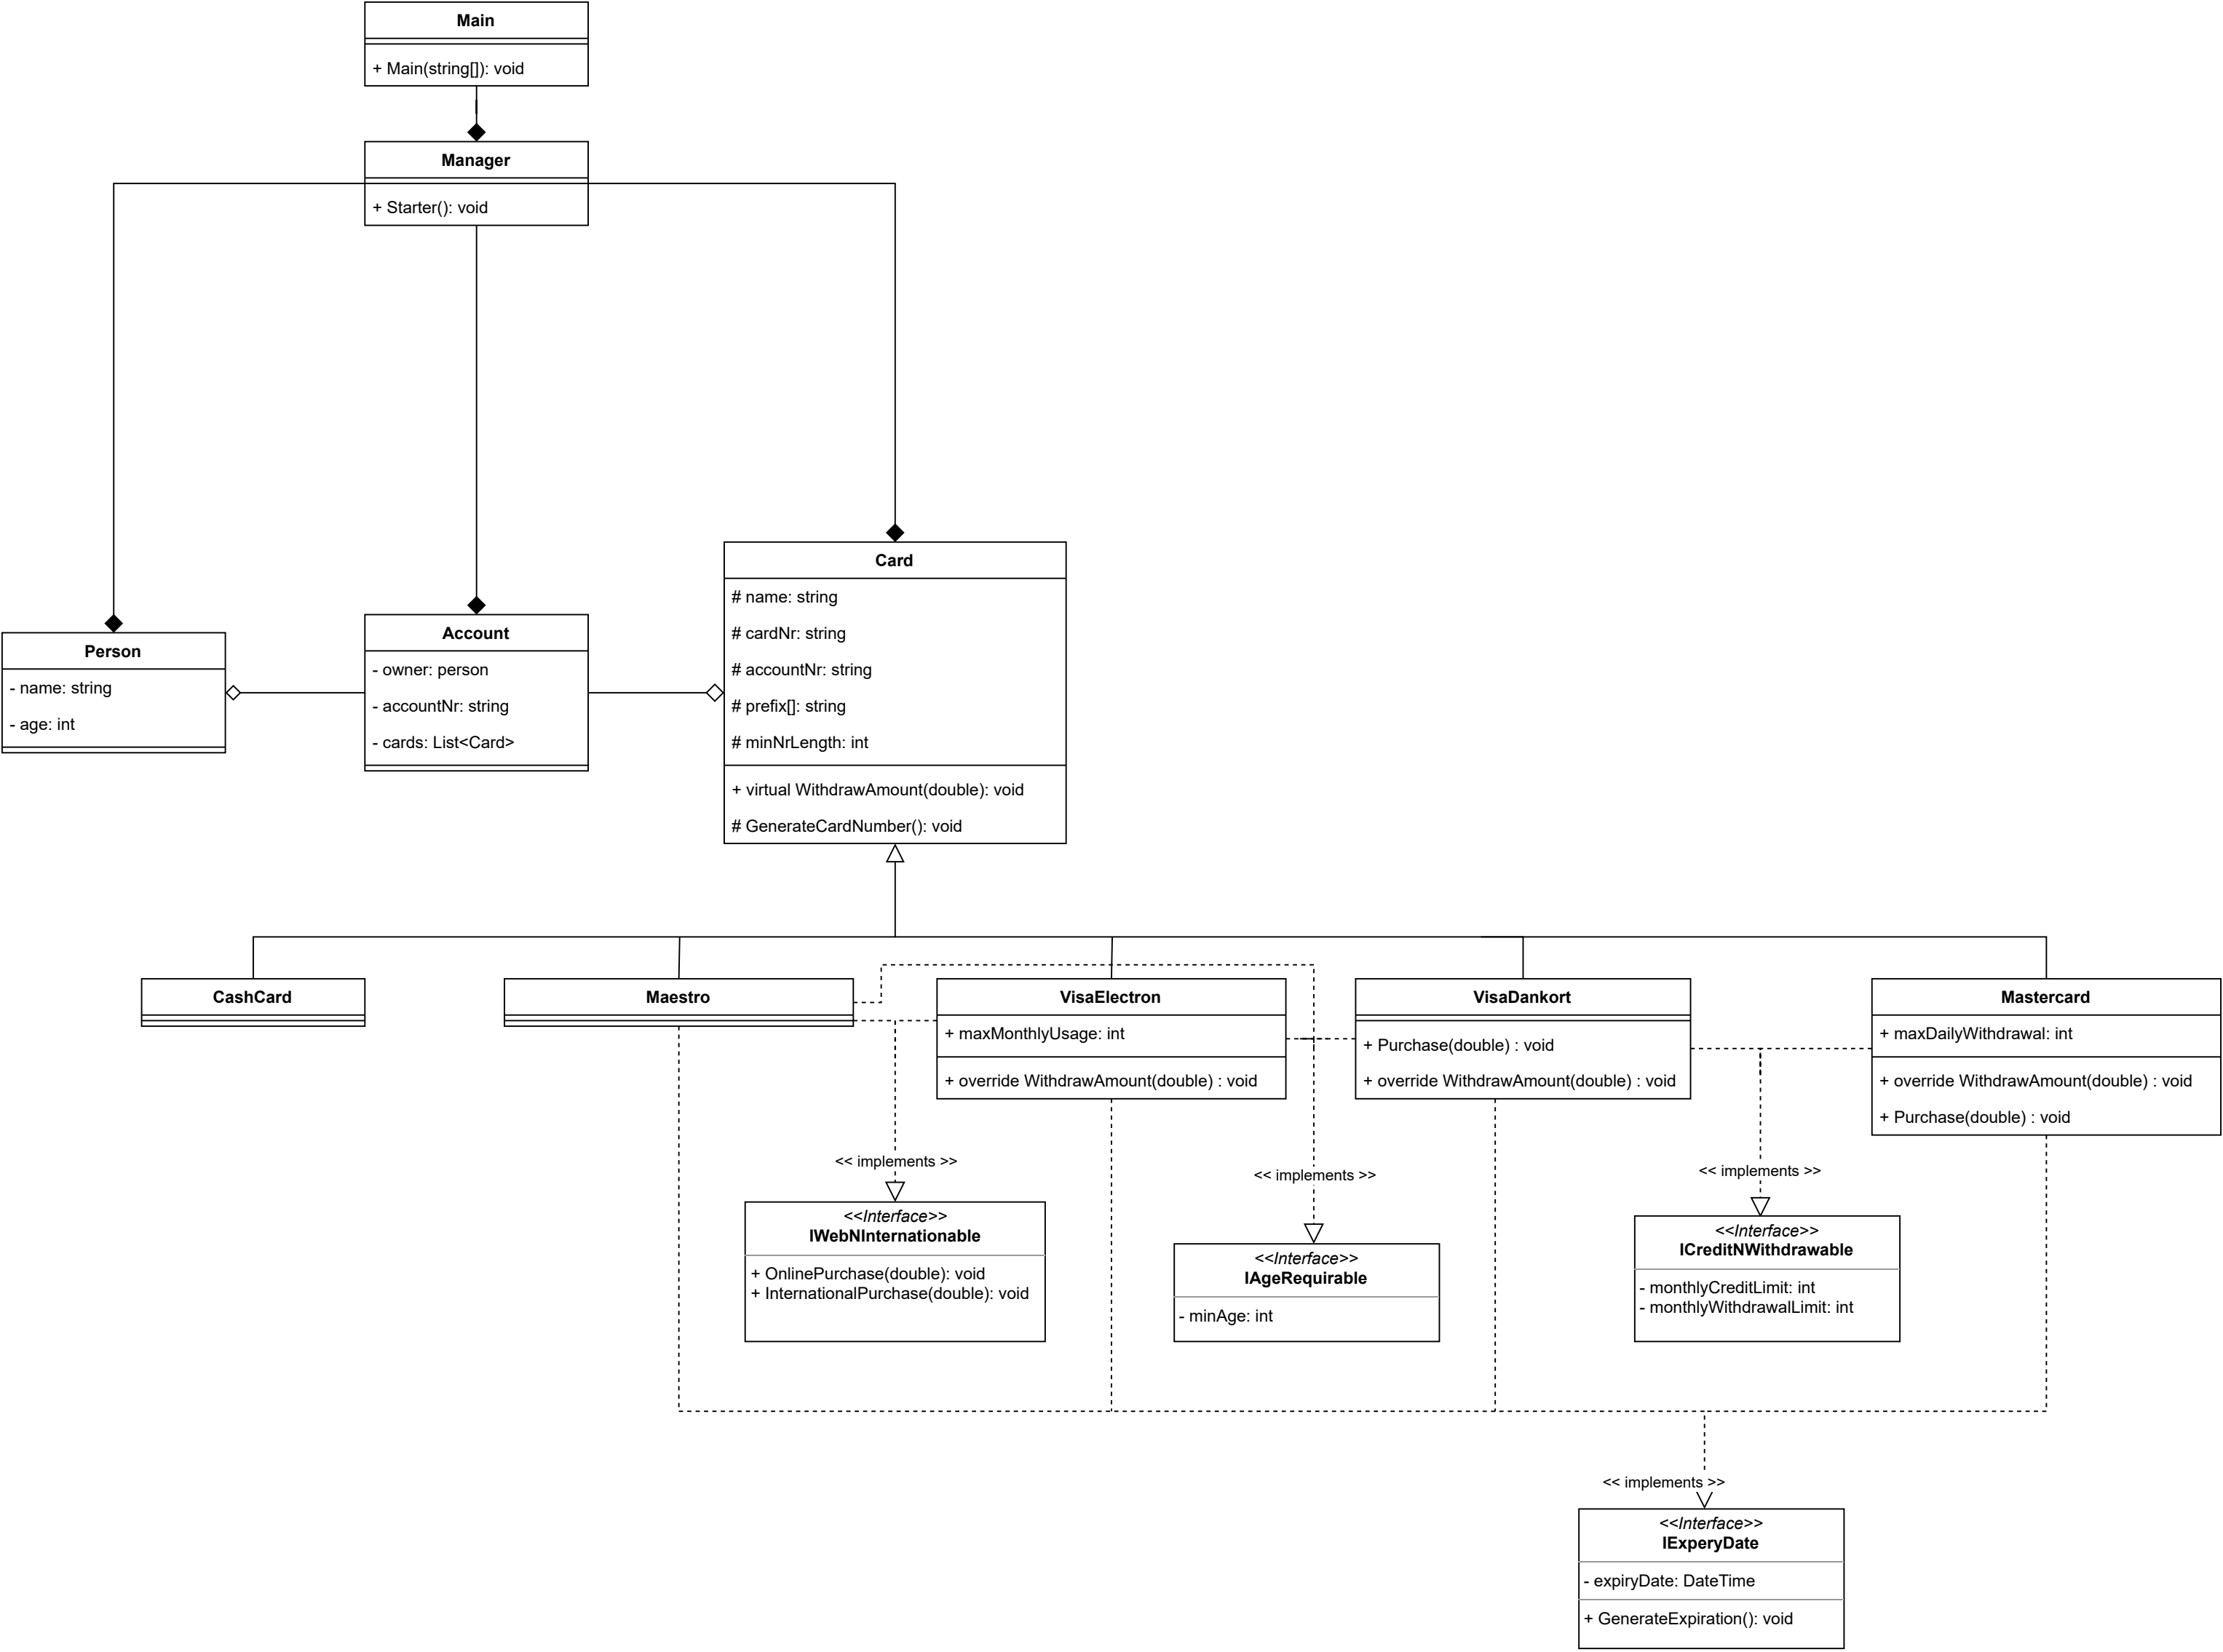 Main
+ Main(string[]): void
Manager
+ Starter(): void
Person
- name: string
- age: int
Account
- owner: person
- accountNr: string
- cards: List<Card>
Card
# name: string
# cardNr: string
# accountNr: string
# prefix[]: string
# minNrLength: int
+ virtual WithdrawAmount(double): void
# GenerateCardNumber(): void
CashCard
Maestro
VisaElectron
+ maxMonthlyUsage: int
+ override WithdrawAmount(double) : void
VisaDankort
+ Purchase(double) : void
+ override WithdrawAmount(double) : void
Mastercard
+ maxDailyWithdrawal: int
+ override WithdrawAmount(double) : void
+ Purchase(double) : void
<< implements >>
<<Interface>>
IWebNInternationable
+ OnlinePurchase(double): void
+ InternationalPurchase(double): void
<< implements >>
<<Interface>>
IAgeRequirable
- minAge: int
<< implements >>
<<Interface>>
ICreditNWithdrawable
- monthlyCreditLimit: int
- monthlyWithdrawalLimit: int
<< implements >>
<<Interface>>
IExperyDate
- expiryDate: DateTime
+ GenerateExpiration(): void